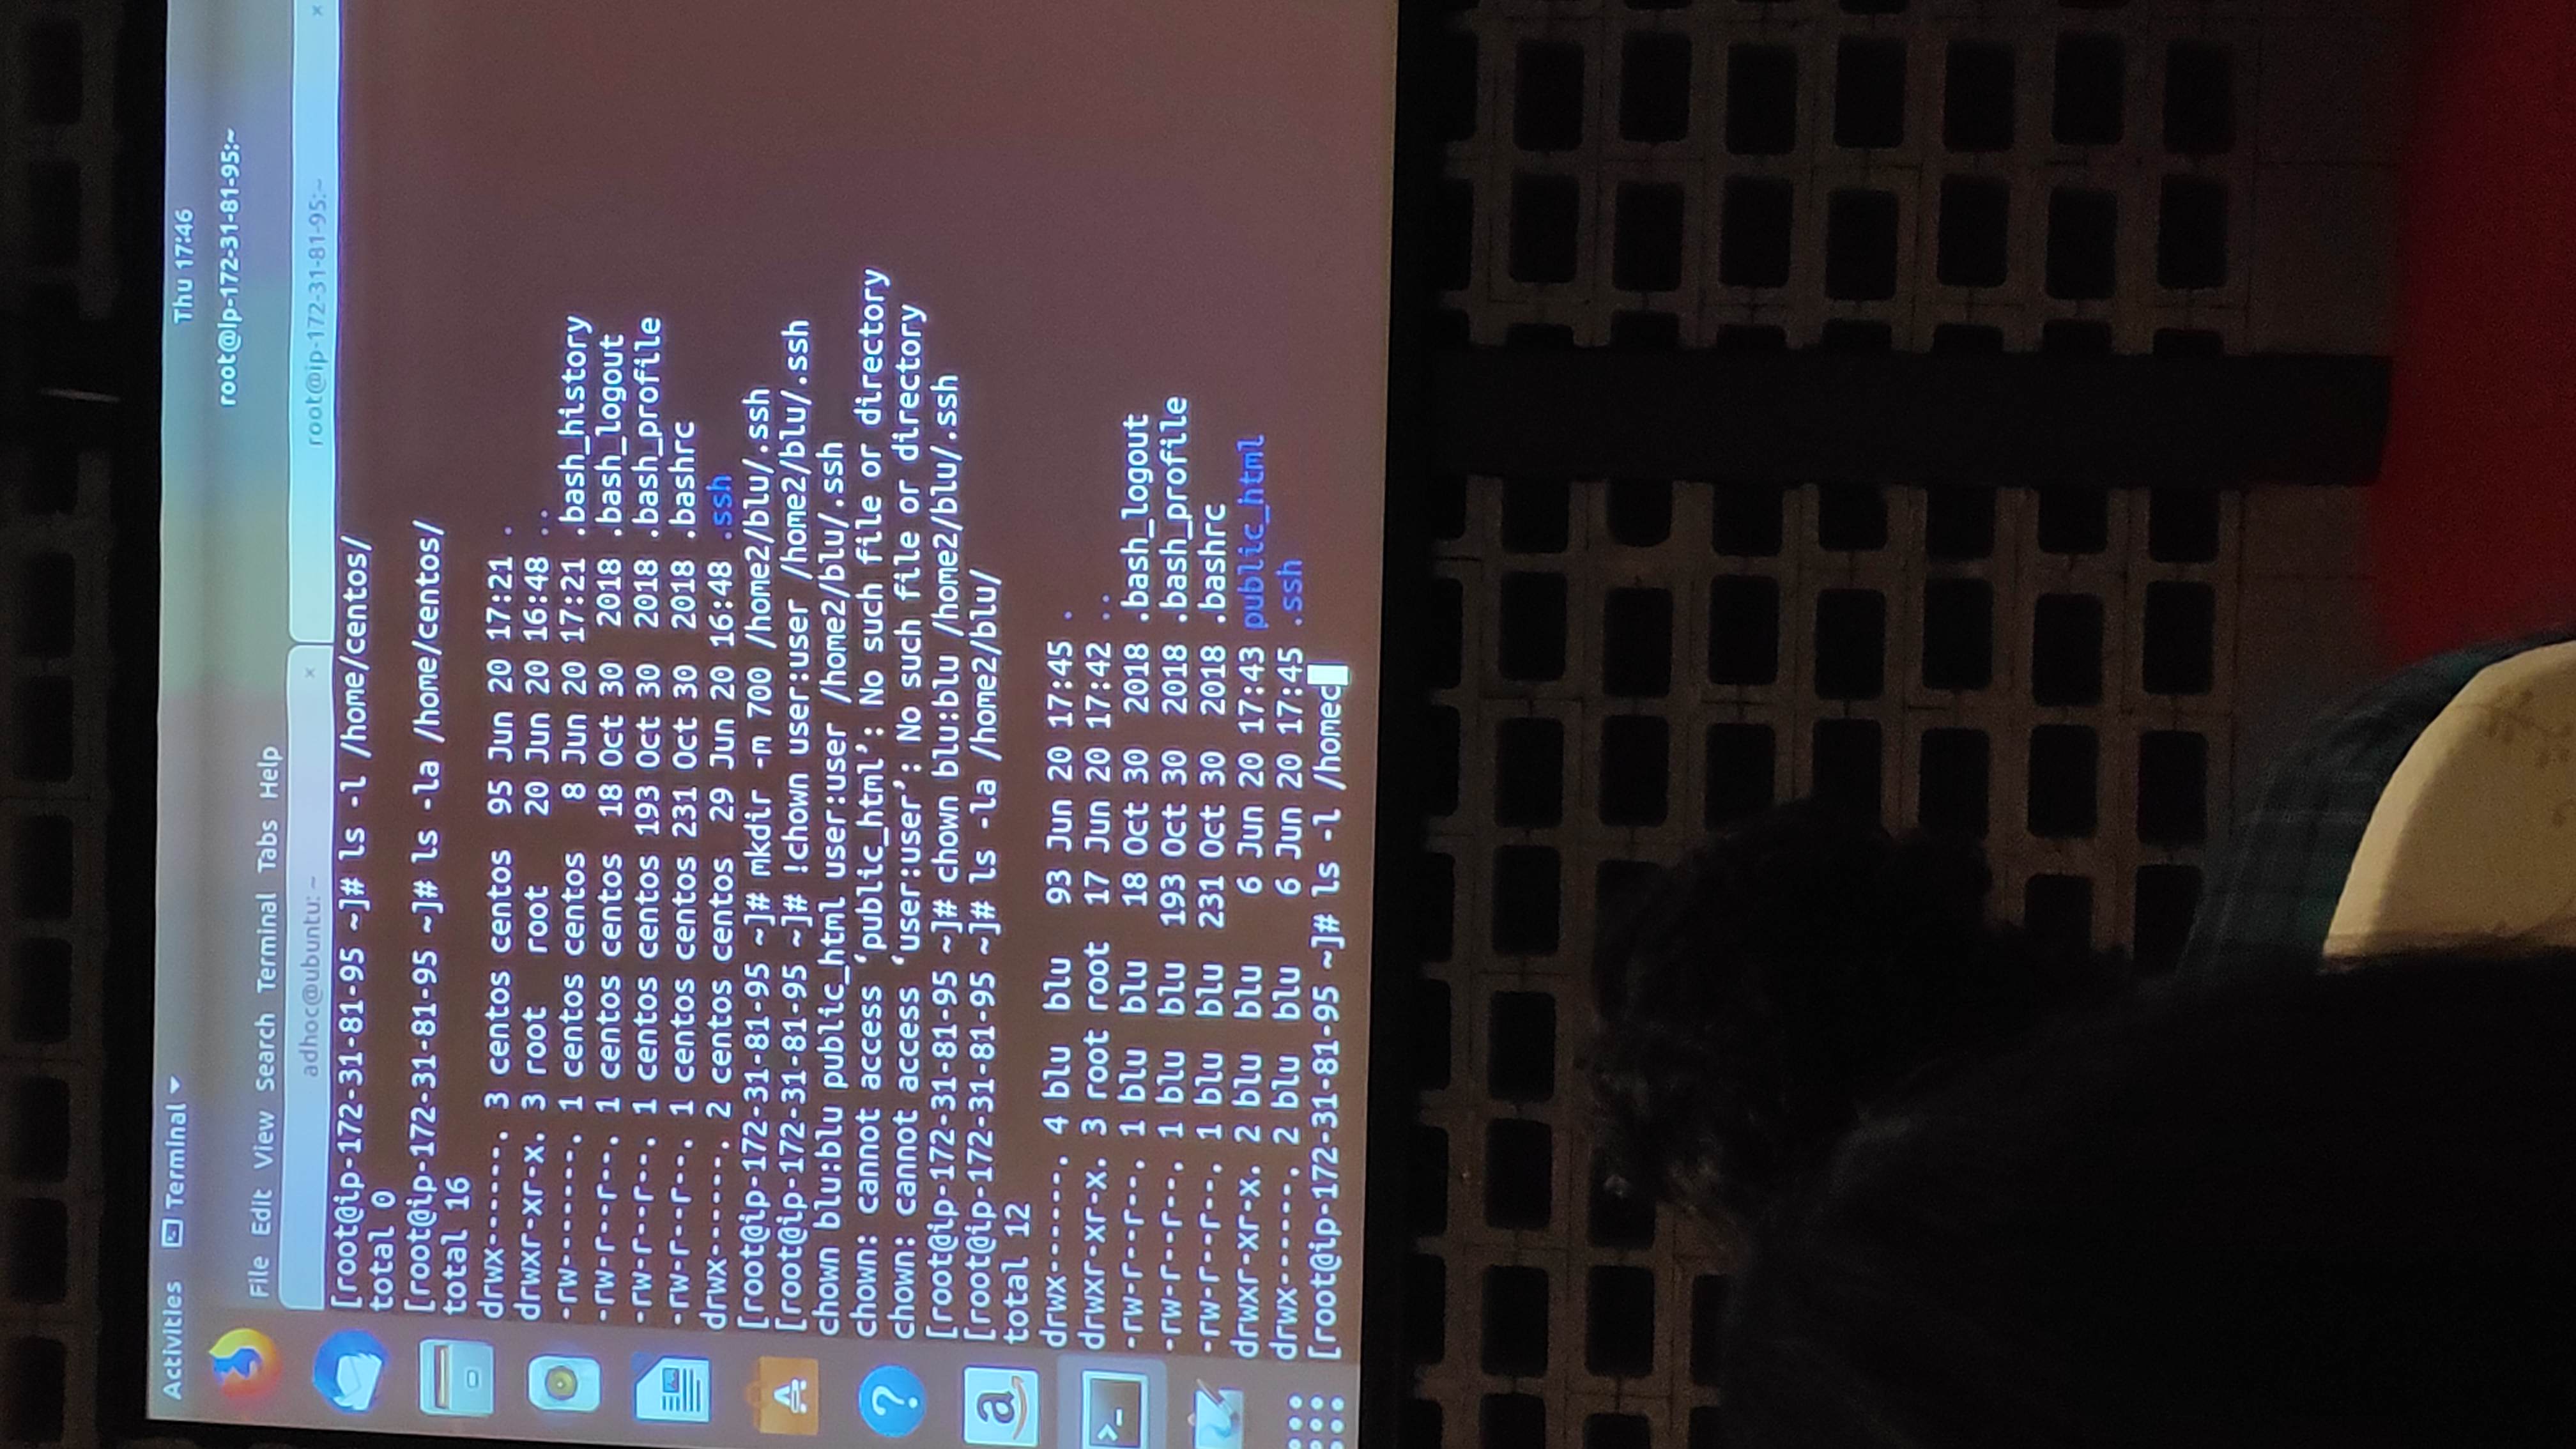 Activities Terminal
Thu 17:46
root@ip-172-31-81-95:~
File Edit View Search Terminal Tabs Help
adhoc@ubuntu: ~ × root@ip-172-31-81-95:~ ×
[root@ip-172-31-81-95 ~]# ls -l /home/centos/
total 0
[root@ip-172-31-81-95 ~]# ls -la /home/centos/
total 16
drwx------. 3 centos centos  95 Jun 20 17:21 .
drwxr-xr-x. 3 root   root    20 Jun 20 16:48 ..
-rw-------. 1 centos centos   8 Jun 20 17:21 .bash_history
-rw-r--r--. 1 centos centos  18 Oct 30  2018 .bash_logout
-rw-r--r--. 1 centos centos 193 Oct 30  2018 .bash_profile
-rw-r--r--. 1 centos centos 231 Oct 30  2018 .bashrc
drwx------. 2 centos centos  29 Jun 20 16:48 .ssh
[root@ip-172-31-81-95 ~]# mkdir -m 700 /home2/blu/.ssh
[root@ip-172-31-81-95 ~]# !chown user:user /home2/blu/.ssh
chown blu:blu public_html user:user /home2/blu/.ssh
chown: cannot access ‘public_html’: No such file or directory
chown: cannot access ‘user:user’: No such file or directory
[root@ip-172-31-81-95 ~]# chown blu:blu /home2/blu/.ssh
[root@ip-172-31-81-95 ~]# ls -la /home2/blu/
total 12
drwx------. 4 blu  blu   93 Jun 20 17:45 .
drwxr-xr-x. 3 root root  17 Jun 20 17:42 ..
-rw-r--r--. 1 blu  blu   18 Oct 30  2018 .bash_logout
-rw-r--r--. 1 blu  blu  193 Oct 30  2018 .bash_profile
-rw-r--r--. 1 blu  blu  231 Oct 30  2018 .bashrc
drwxr-xr-x. 2 blu  blu    6 Jun 20 17:43 public_html
drwx------. 2 blu  blu    6 Jun 20 17:45 .ssh
[root@ip-172-31-81-95 ~]# ls -l /homec